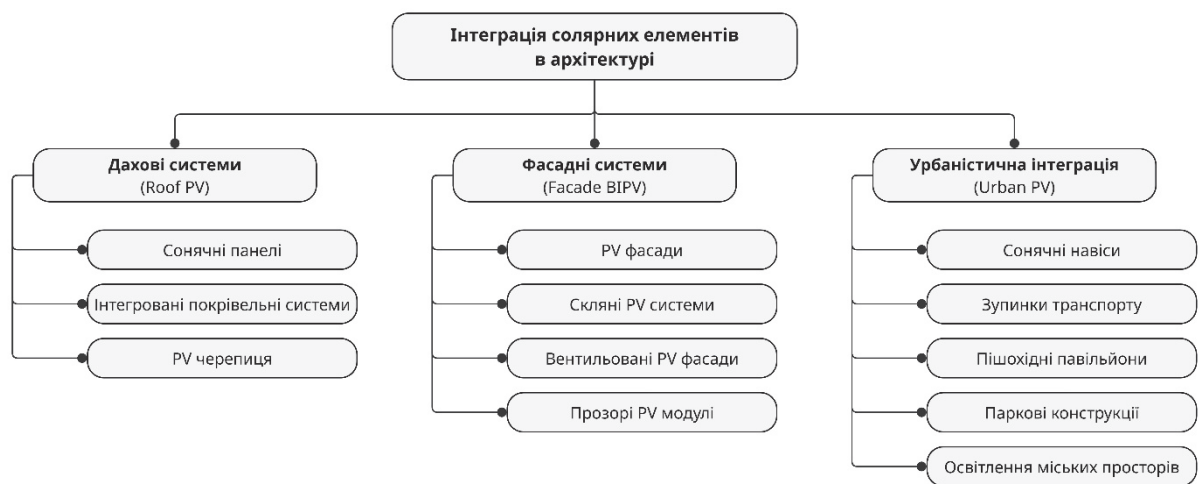 Інтеграція солярних елементів
в архітектурі
Дахові системи
(Roof PV)
Сонячні панелі
Інтегровані покрівельні системи
PV черепиця
Фасадні системи
(Facade BIPV)
PV фасади
Скляні PV системи
Вентильовані PV фасади
Прозорі PV модулі
Урбаністична інтеграція
(Urban PV)
Сонячні навіси
Зупинки транспорту
Пішохідні павільйони
Паркові конструкції
Освітлення міських просторів